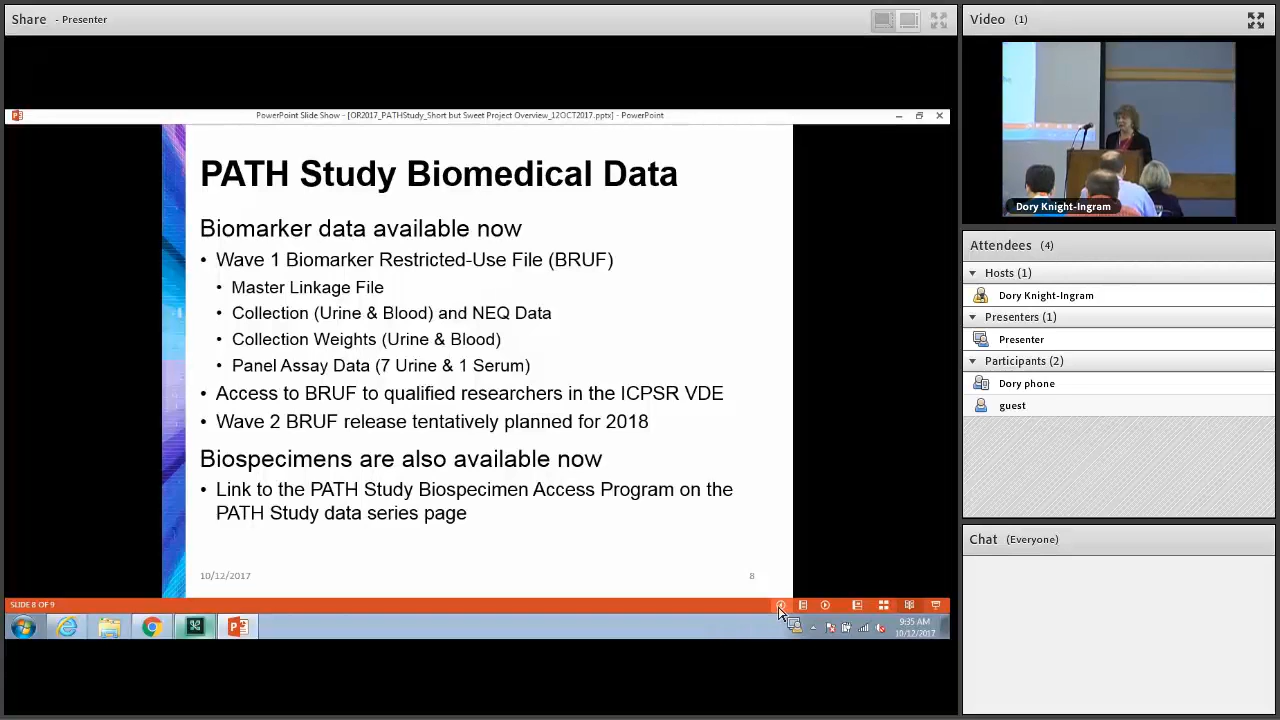 Share - Presenter
PowerPoint Slide Show - [OR2017_PATHStudy_Short but Sweet Project Overview_12OCT2017.pptx] - PowerPoint
PATH Study Biomedical Data
Biomarker data available now
• Wave 1 Biomarker Restricted-Use File (BRUF)
• Master Linkage File
• Collection (Urine & Blood) and NEQ Data
• Collection Weights (Urine & Blood)
• Panel Assay Data (7 Urine & 1 Serum)
• Access to BRUF to qualified researchers in the ICPSR VDE
• Wave 2 BRUF release tentatively planned for 2018
Biospecimens are also available now
• Link to the PATH Study Biospecimen Access Program on the
PATH Study data series page
10/12/2017
8
SLIDE 8 OF 9
9:35 AM
10/12/2017
Video (1)
Dory Knight-Ingram
Attendees (4)
Hosts (1)
Dory Knight-Ingram
Presenters (1)
Presenter
Participants (2)
Dory phone
guest
Chat (Everyone)